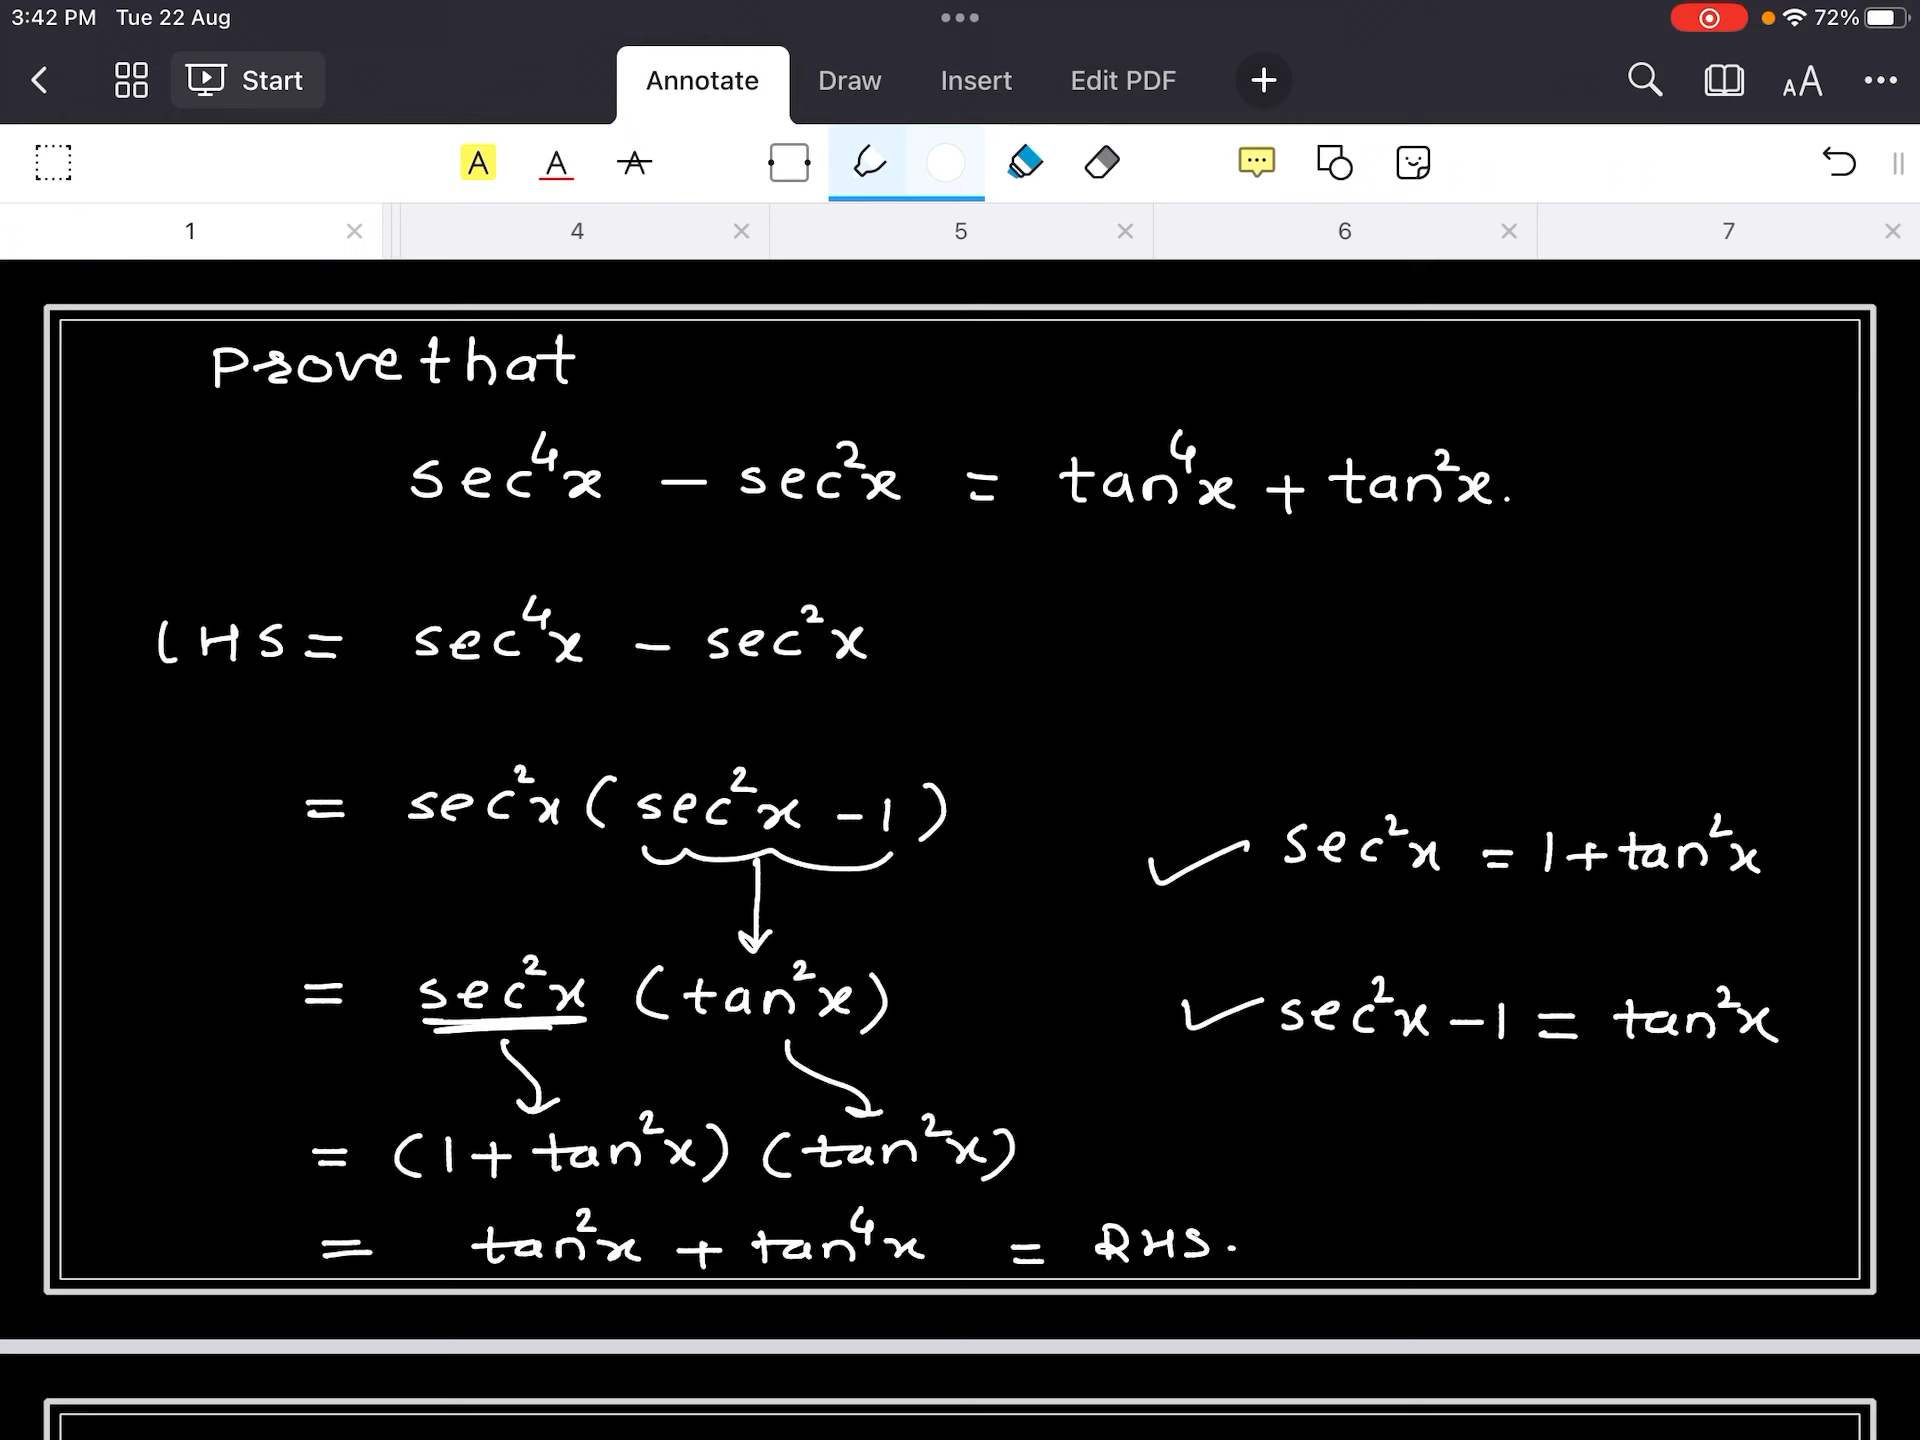 3:42 PM Tue 22 Aug 72%
Start Annotate Draw Insert Edit PDF
A A A
1 4 5 6 7
Prove that
sec⁴x − sec²x = tan⁴x + tan²x.
LHS = sec⁴x − sec²x
= sec²x (sec²x − 1)
✓ sec²x = 1 + tan²x
= sec²x (tan²x)
✓ sec²x − 1 = tan²x
= (1 + tan²x) (tan²x)
= tan²x + tan⁴x = RHS.